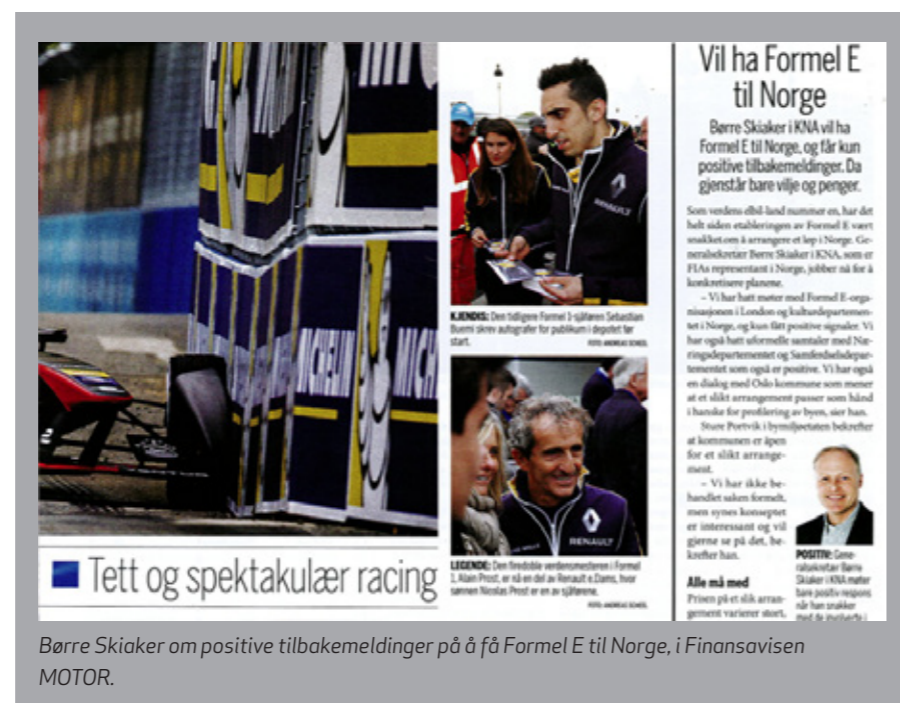 MICHELIN
MICH
Tett og spektakulær racing
RENAULT
KJENDIS: Den tidligere Formel 1-sjåføren Sebastian
Buemi skrev autografer for publikum i depotet før
start.
FOTO: ANDREAS SCHEEL
RENAULT
LEGENDE: Den firedoble verdensmesteren i Formel
1, Alain Prost, er nå en del av Renault e.Dams, hvor
sønnen Nicolas Prost er en av sjåførene.
FOTO: ANDREAS SCHEEL
Vil ha Formel E
til Norge
Børre Skiaker i KNA vil ha
Formel E til Norge, og får kun
positive tilbakemeldinger. Da
gjenstår bare vilje og penger.
Som verdens elbil-land nummer en, har det
helt siden etableringen av Formel E vært
snakket om å arrangere et løp i Norge. Ge-
neralsekretær Børre Skiaker i KNA, som er
FIAs representant i Norge, jobber nå for å
konkretisere planene.
– Vi har hatt møter med Formel E-orga-
nisasjonen i London og kulturdepartemen-
tet i Norge, og kun fått positive signaler. Vi
har også hatt uformelle samtaler med Næ-
ringsdepartementet og Samferdselsdepar-
tementet som også er positive. Vi har også
en dialog med Oslo kommune som mener
at et slikt arrangement passer som hånd
i hanske for profilering av byen, sier han.
Sture Portvik i bymiljøetaten bekrefter
at kommunen er åpen
for et slikt arrange-
ment.
– Vi har ikke be-
handlet saken formelt,
men synes konseptet
er interessant og vil
gjerne se på det, be-
krefter han.
Alle må med
Prisen på et slik arran-
gement varierer stort,
POSITIV: Gene-
ralsekretær Børre
Skiaker i KNA møter
bare positiv respons
når han snakker
med de involverte i
Børre Skiaker om positive tilbakemeldinger på å få Formel E til Norge, i Finansavisen
MOTOR.